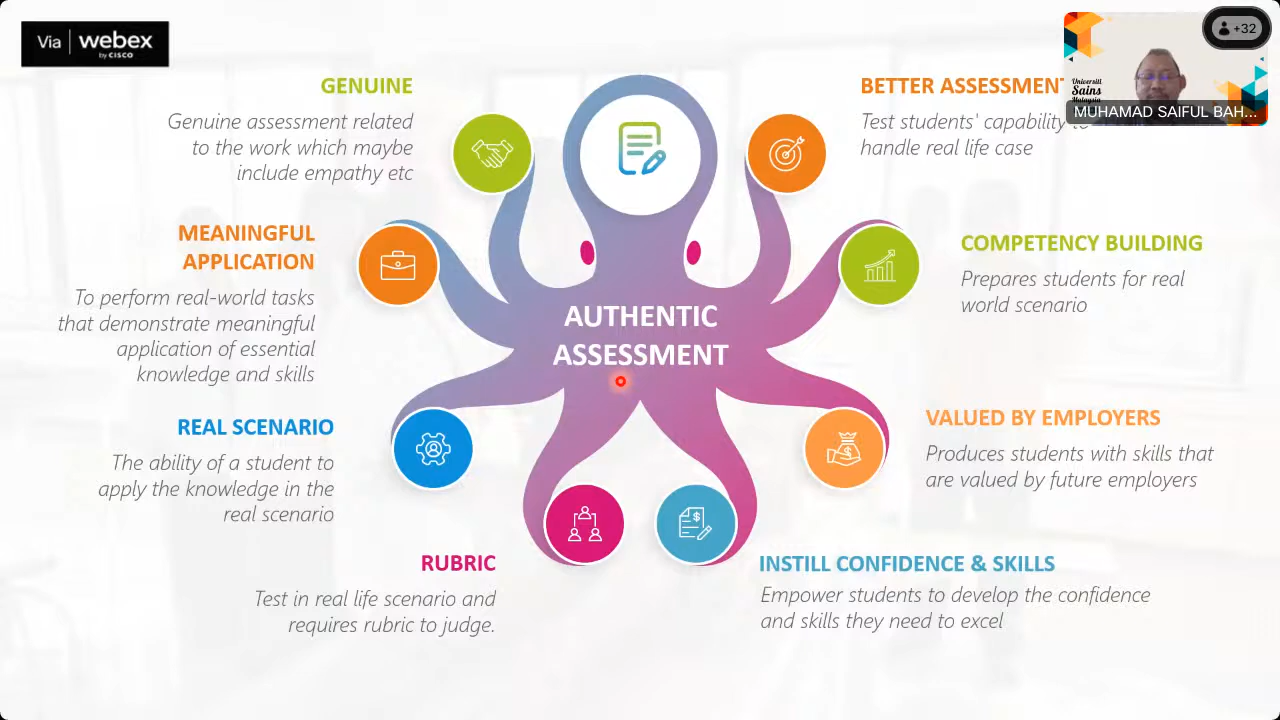 Via webex
by CISCO
+32
Universiti
Sains
Malaysia
MUHAMAD SAIFUL BAH...
GENUINE
Genuine assessment related
to the work which maybe
include empathy etc
MEANINGFUL
APPLICATION
To perform real-world tasks
that demonstrate meaningful
application of essential
knowledge and skills
REAL SCENARIO
The ability of a student to
apply the knowledge in the
real scenario
RUBRIC
Test in real life scenario and
requires rubric to judge.
AUTHENTIC
ASSESSMENT
BETTER ASSESSMENT
Test students' capability to
handle real life case
COMPETENCY BUILDING
Prepares students for real
world scenario
VALUED BY EMPLOYERS
Produces students with skills that
are valued by future employers
INSTILL CONFIDENCE & SKILLS
Empower students to develop the confidence
and skills they need to excel